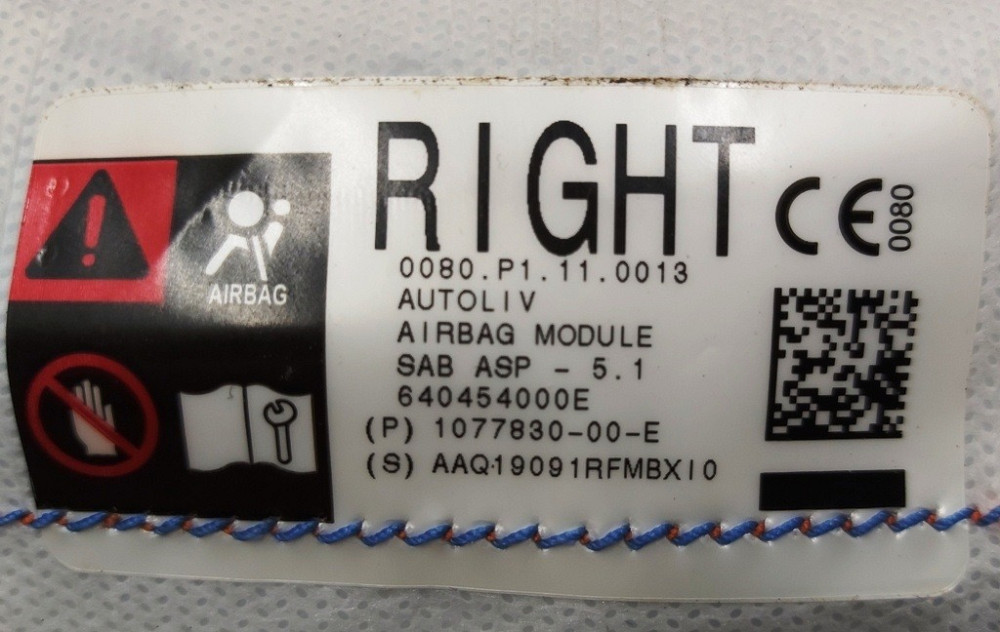 RIGHT
CE 0080
AIRBAG
0080.P1.11.0013
AUTOLIV
AIRBAG MODULE
SAB ASP - 5.1
640454000E
(P) 1077830-00-E
(S) AAQ19091RFMBXI0